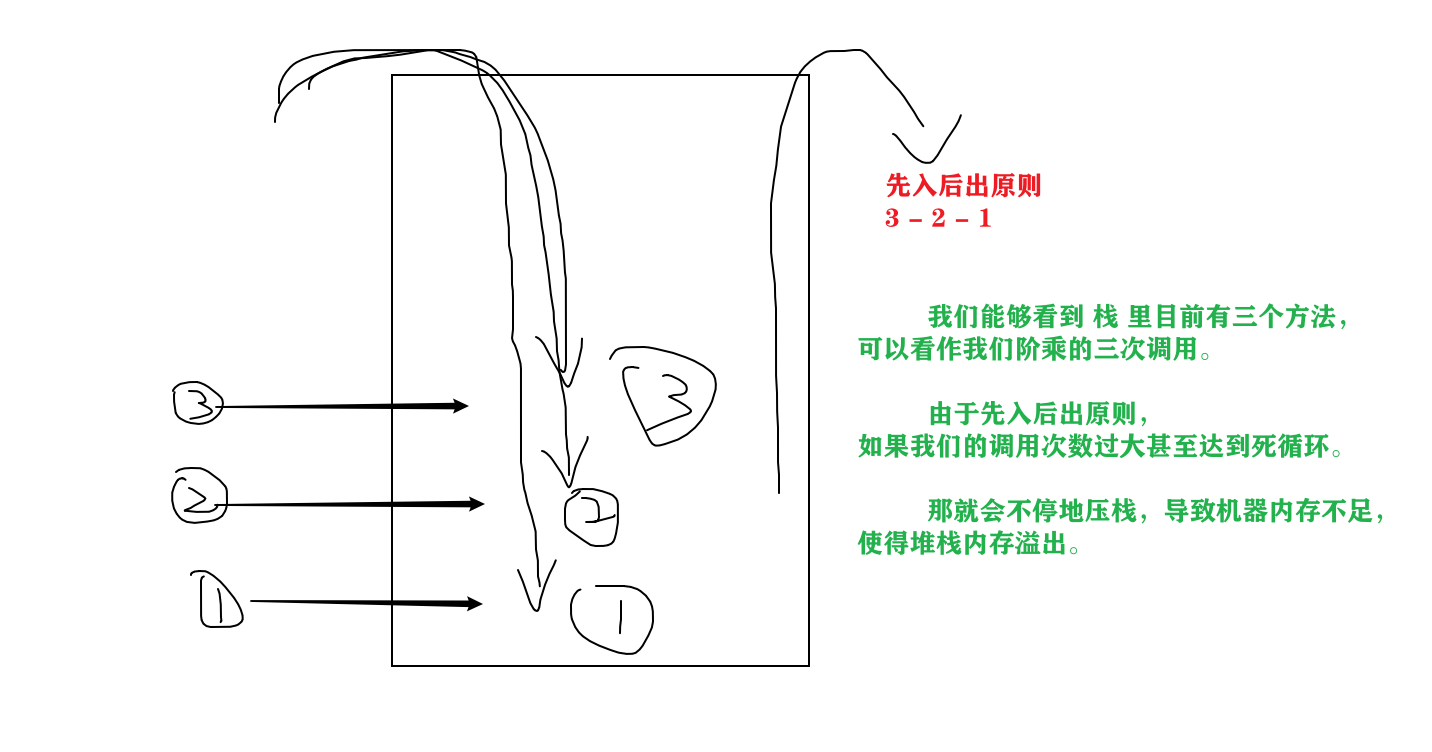 先入后出原则
3 – 2 – 1
我们能够看到 栈 里目前有三个方法，
可以看作我们阶乘的三次调用。
由于先入后出原则，
如果我们的调用次数过大甚至达到死循环。
那就会不停地压栈，导致机器内存不足，
使得堆栈内存溢出。
3
3
2
2
1
1